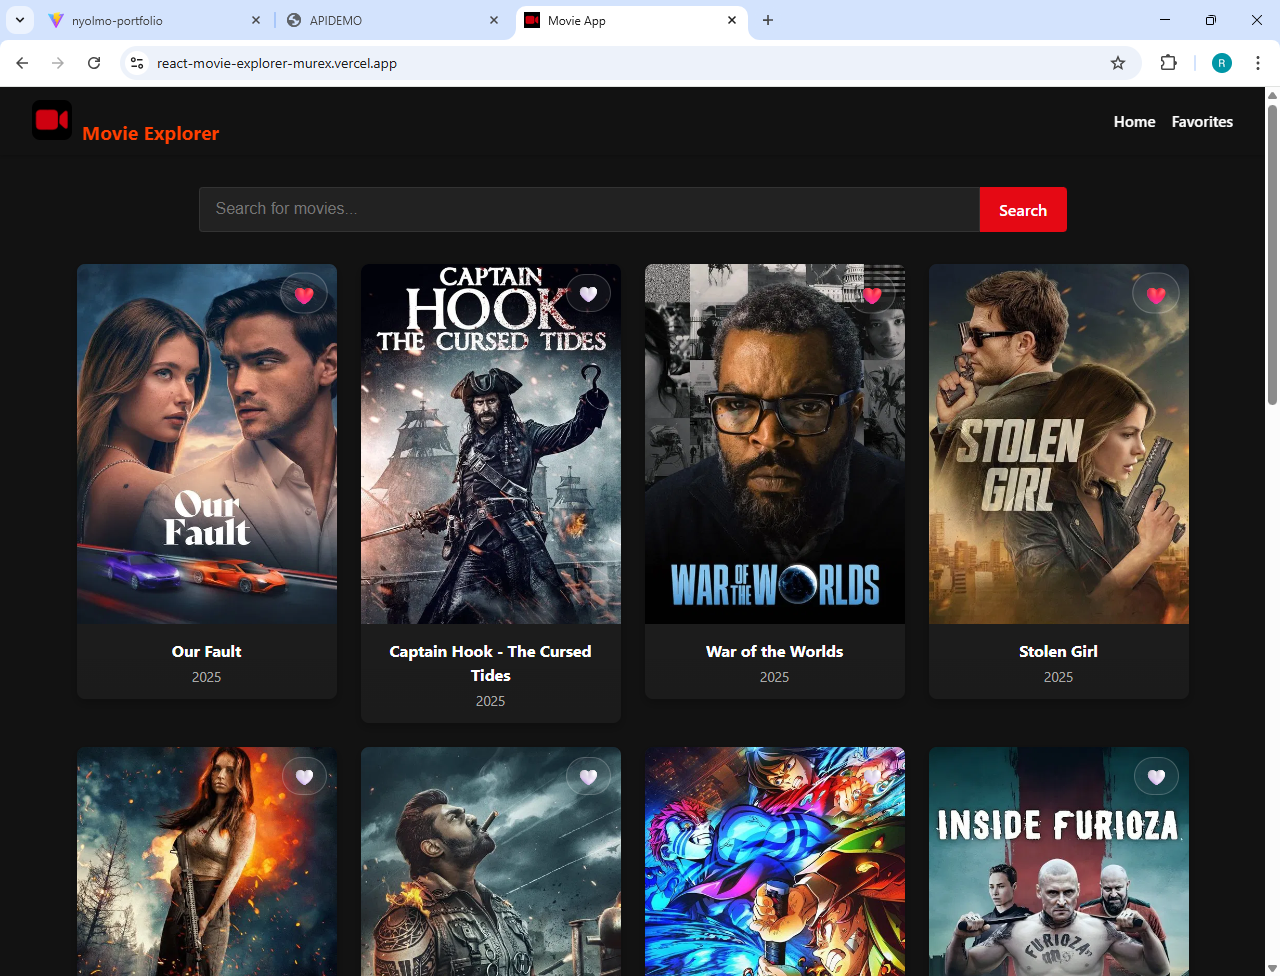 nyolmo-portfolio
APIDEMO
Movie App
react-movie-explorer-murex.vercel.app
R
Movie Explorer
Home
Favorites
Search for movies...
Search
Our
Fault
CAPTAIN
HOOK
THE CURSED TIDES
WAR OF THE WORLDS
STOLEN
GIRL
Our Fault
2025
Captain Hook - The Cursed
Tides
2025
War of the Worlds
2025
Stolen Girl
2025
INSIDE FURIOZA
FURIOZA